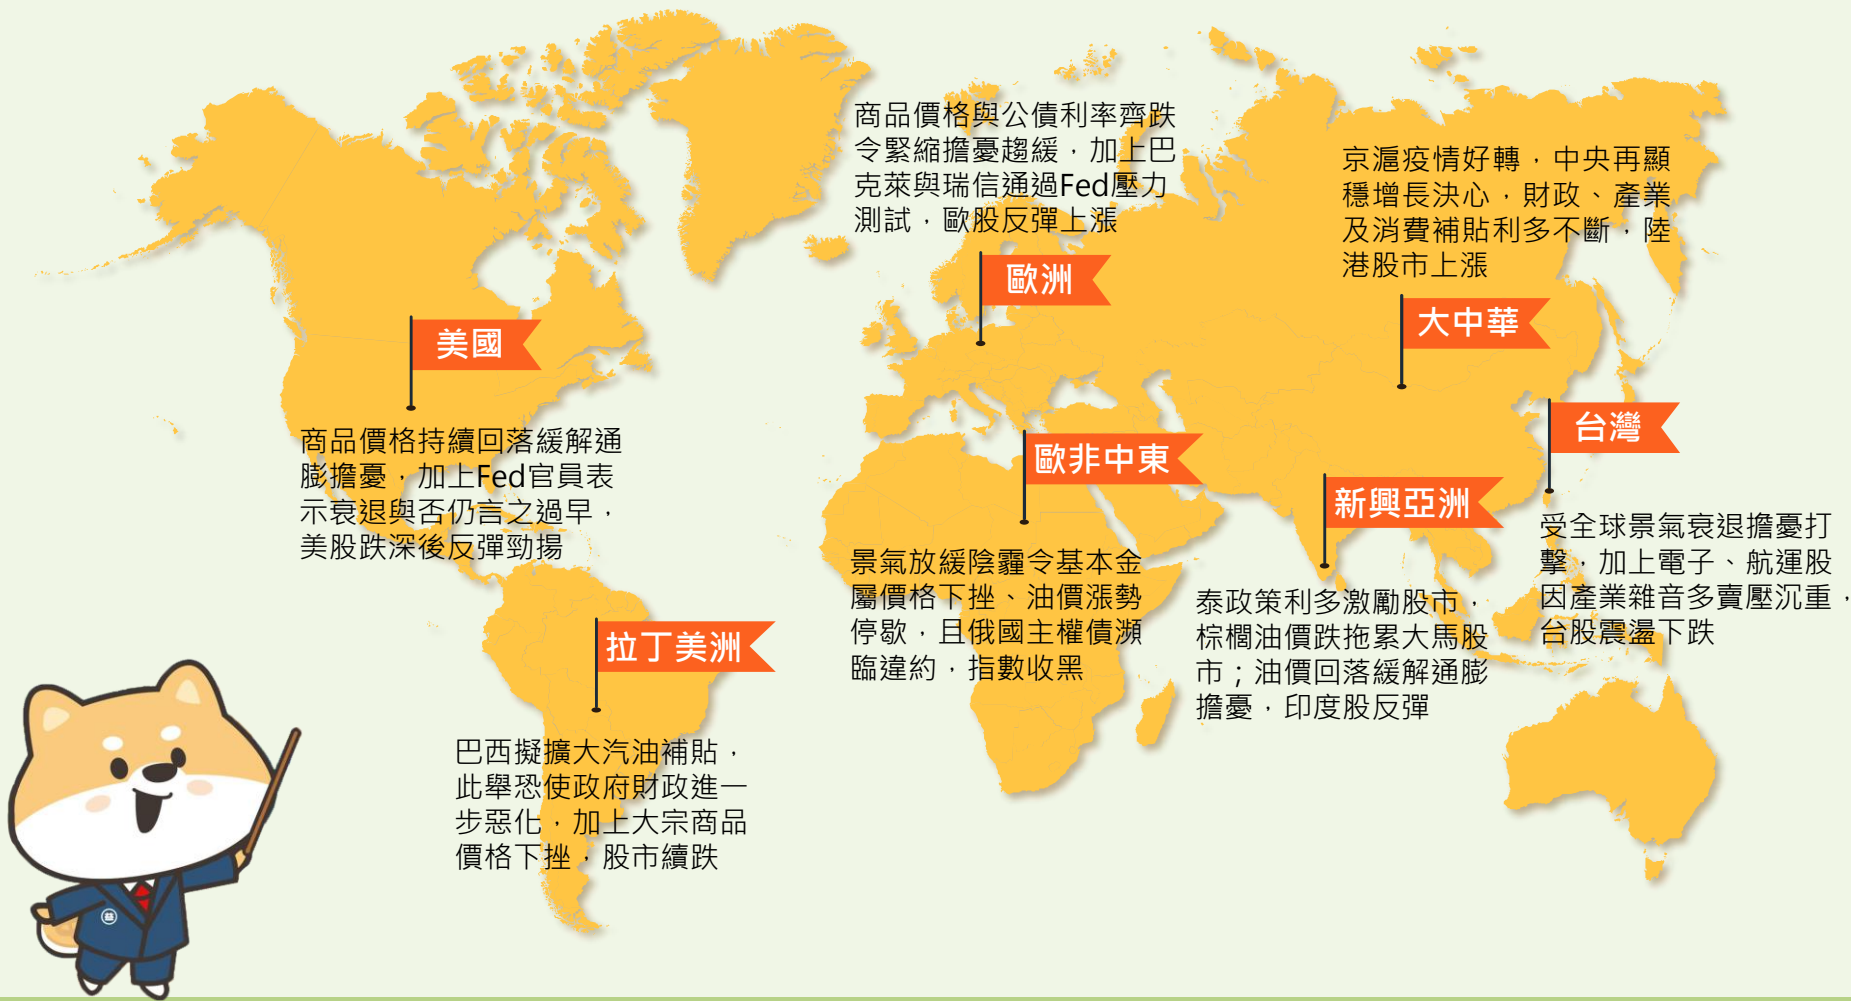 商品價格與公債利率齊跌
令緊縮擔憂趨緩，加上巴
克萊與瑞信通過Fed壓力
測試，歐股反彈上漲
歐洲
京滬疫情好轉，中央再顯
穩增長決心，財政、產業
及消費補貼利多不斷，陸
港股市上漲
大中華
美國
商品價格持續回落緩解通
膨擔憂，加上Fed官員表
示衰退與否仍言之過早，
美股跌深後反彈勁揚
歐非中東
景氣放緩陰霾令基本金
屬價格下挫、油價漲勢
停歇，且俄國主權債瀕
臨違約，指數收黑
新興亞洲
泰政策利多激勵股市，
棕櫚油價跌拖累大馬股
市；油價回落緩解通膨
擔憂，印度股反彈
台灣
受全球景氣衰退擔憂打
擊，加上電子、航運股
因產業雜音多賣壓沉重，
台股震盪下跌
拉丁美洲
巴西擬擴大汽油補貼，
此舉恐使政府財政進一
步惡化，加上大宗商品
價格下挫，股市續跌